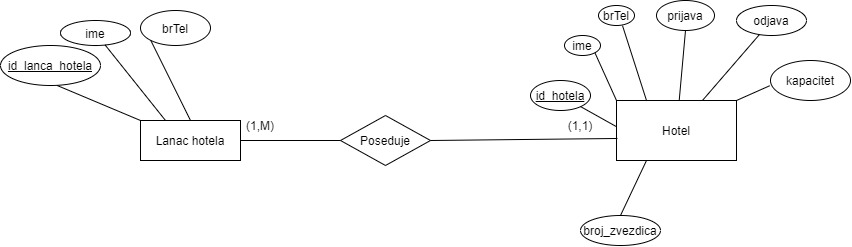 ime
brTel
id_lanca_hotela
brTel
prijava
odjava
ime
id_hotela
kapacitet
Lanac hotela
(1,M)
Poseduje
(1,1)
Hotel
broj_zvezdica